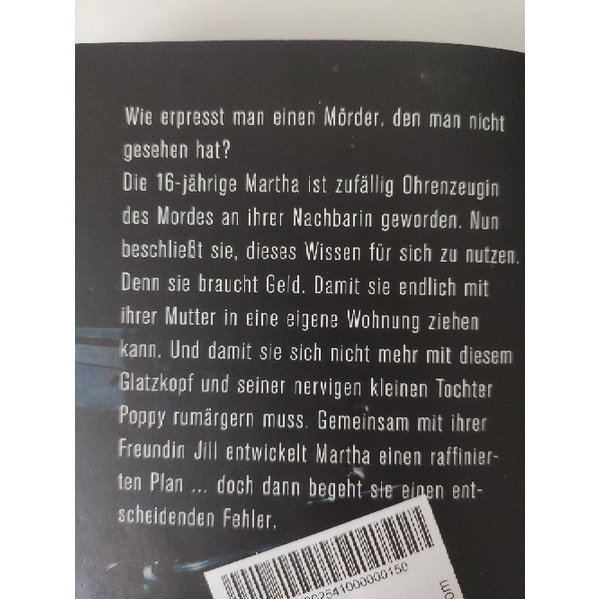 Wie erpresst man einen Mörder, den man nicht
gesehen hat?
Die 16-jährige Martha ist zufällig Ohrenzeugin
des Mordes an ihrer Nachbarin geworden. Nun
beschließt sie, dieses Wissen für sich zu nutzen.
Denn sie braucht Geld. Damit sie endlich mit
ihrer Mutter in eine eigene Wohnung ziehen
kann. Und damit sie sich nicht mehr mit diesem
Glatzkopf und seiner nervigen kleinen Tochter
Poppy rumärgern muss. Gemeinsam mit ihrer
Freundin Jill entwickelt Martha einen raffinier-
ten Plan ... doch dann begeht sie einen ent-
scheidenden Fehler.